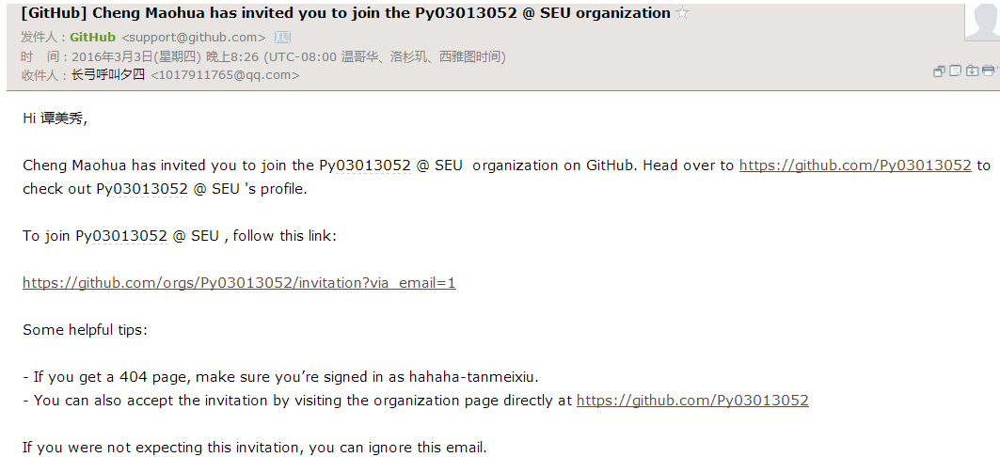 [GitHub] Cheng Maohua has invited you to join the Py03013052 @ SEU organization
发件人：GitHub <support@github.com>
时　间：2016年3月3日(星期四) 晚上8:26 (UTC-08:00 温哥华、洛杉矶、西雅图时间)
收件人：长弓呼叫夕四 <1017911765@qq.com>
Hi 谭美秀,
Cheng Maohua has invited you to join the Py03013052 @ SEU  organization on GitHub. Head over to https://github.com/Py03013052 to
check out Py03013052 @ SEU 's profile.
To join Py03013052 @ SEU , follow this link:
https://github.com/orgs/Py03013052/invitation?via_email=1
Some helpful tips:
- If you get a 404 page, make sure you’re signed in as hahaha-tanmeixiu.
- You can also accept the invitation by visiting the organization page directly at https://github.com/Py03013052
If you were not expecting this invitation, you can ignore this email.